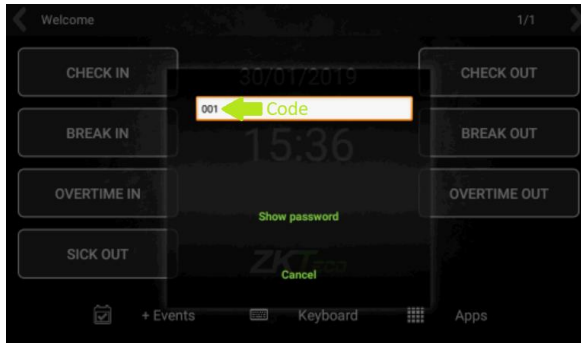 Welcome 1/1
CHECK IN 30/01/2019 CHECK OUT
001 Code
BREAK IN 15:36 BREAK OUT
OVERTIME IN OVERTIME OUT
Show password
SICK OUT ZKTeco
Cancel
+ Events Keyboard Apps